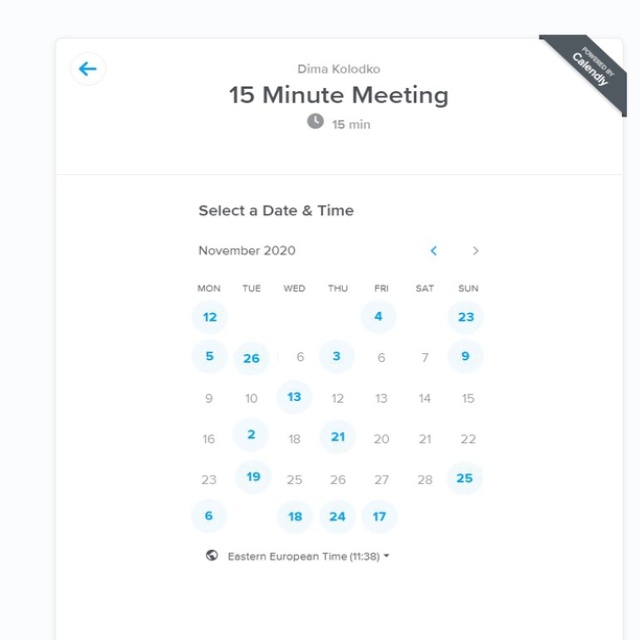 Dima Kolodko
POWERED BY
Calendly
15 Minute Meeting
15 min
Select a Date & Time
November 2020
MON TUE WED THU FRI SAT SUN
12 4 23
5 26 6 3 6 7 9
9 10 13 12 13 14 15
16 2 18 21 20 21 22
23 19 25 26 27 28 25
6 18 24 17
Eastern European Time (11:38)